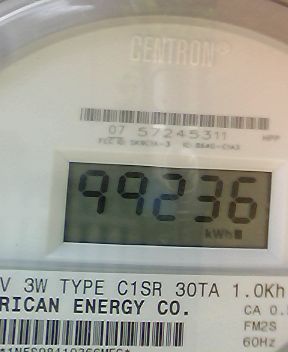 CENTRON®
07 57245311
99236
kWh
V 3W TYPE C1SR 30TA 1.0Kh
RICAN ENERGY CO.
CA 0.
FM2S
60Hz